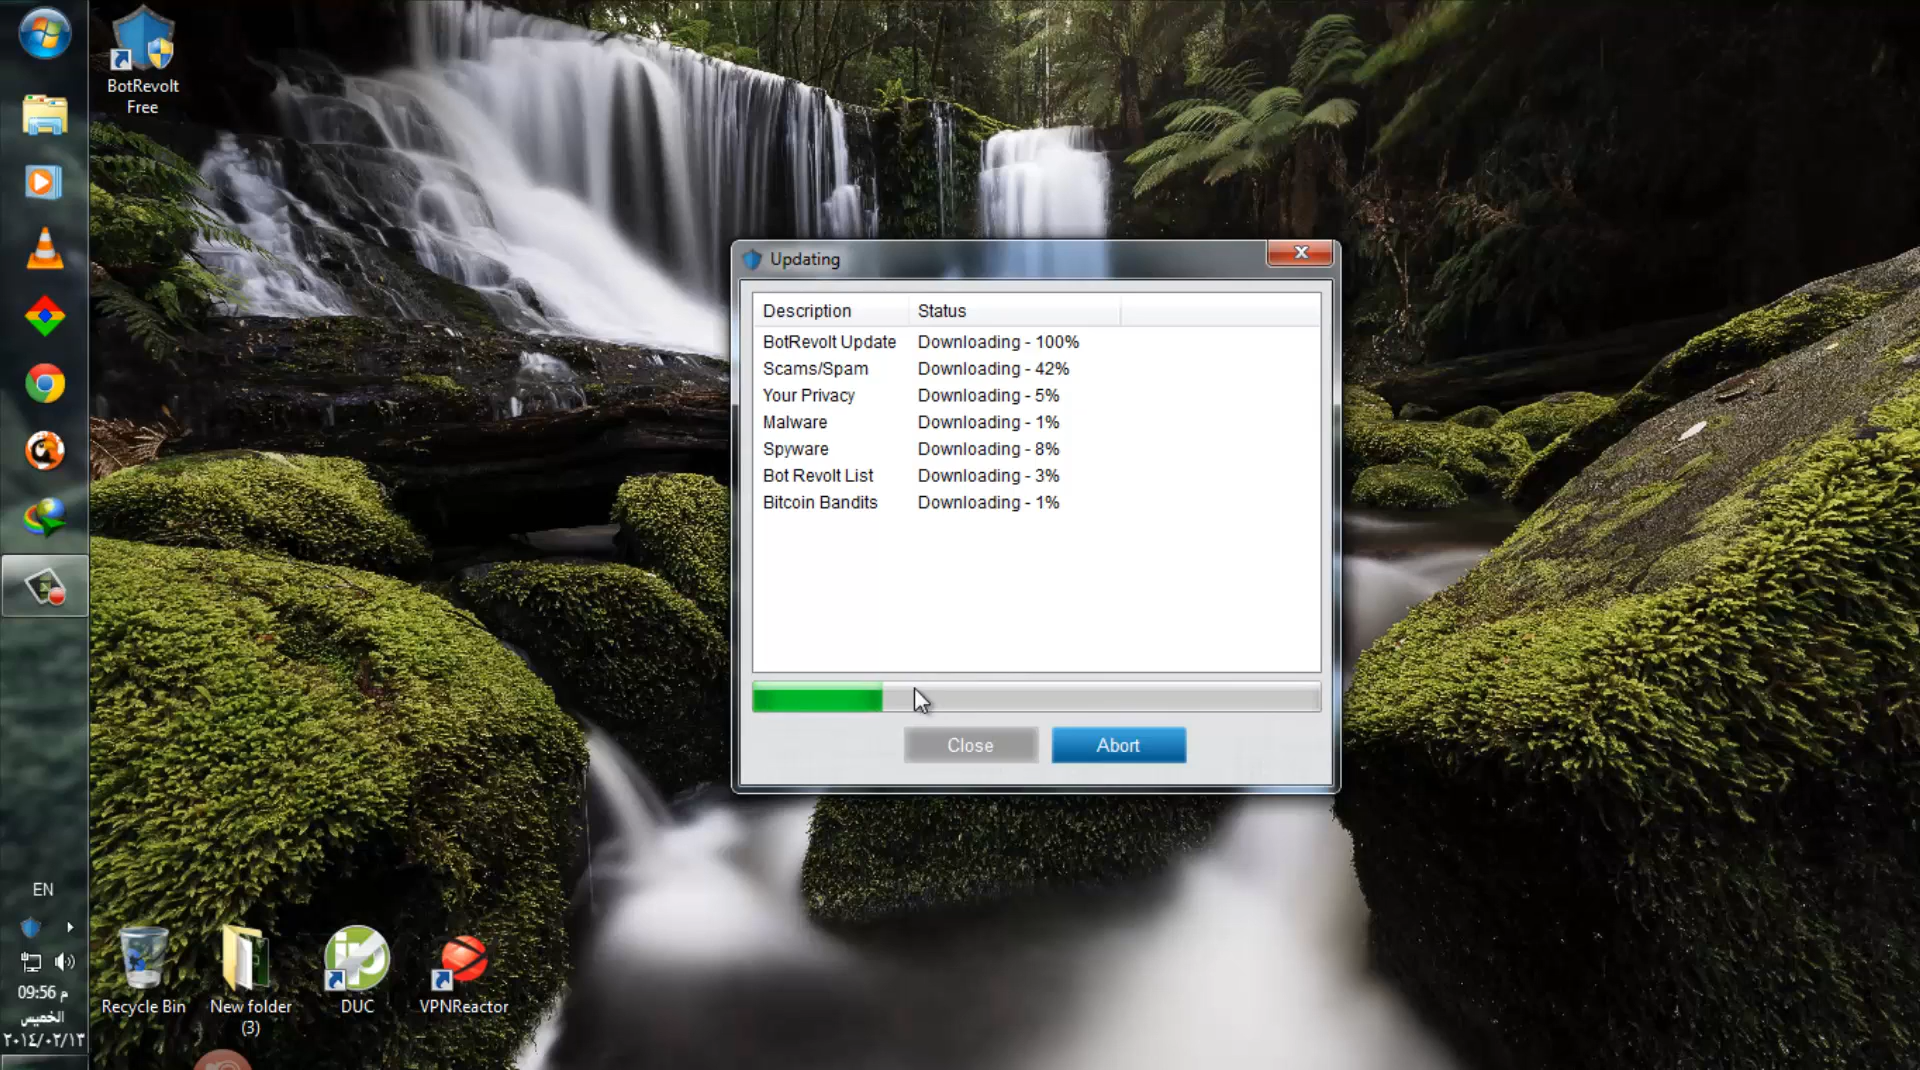 BotRevolt
Free
Updating
Description Status
BotRevolt Update Downloading - 100%
Scams/Spam Downloading - 42%
Your Privacy Downloading - 5%
Malware Downloading - 1%
Spyware Downloading - 8%
Bot Revolt List Downloading - 3%
Bitcoin Bandits Downloading - 1%
Close Abort
EN
09:56 م
الخميس
٢٠١٤/٠٢/١٣
Recycle Bin
New folder
(3)
DUC
VPNReactor